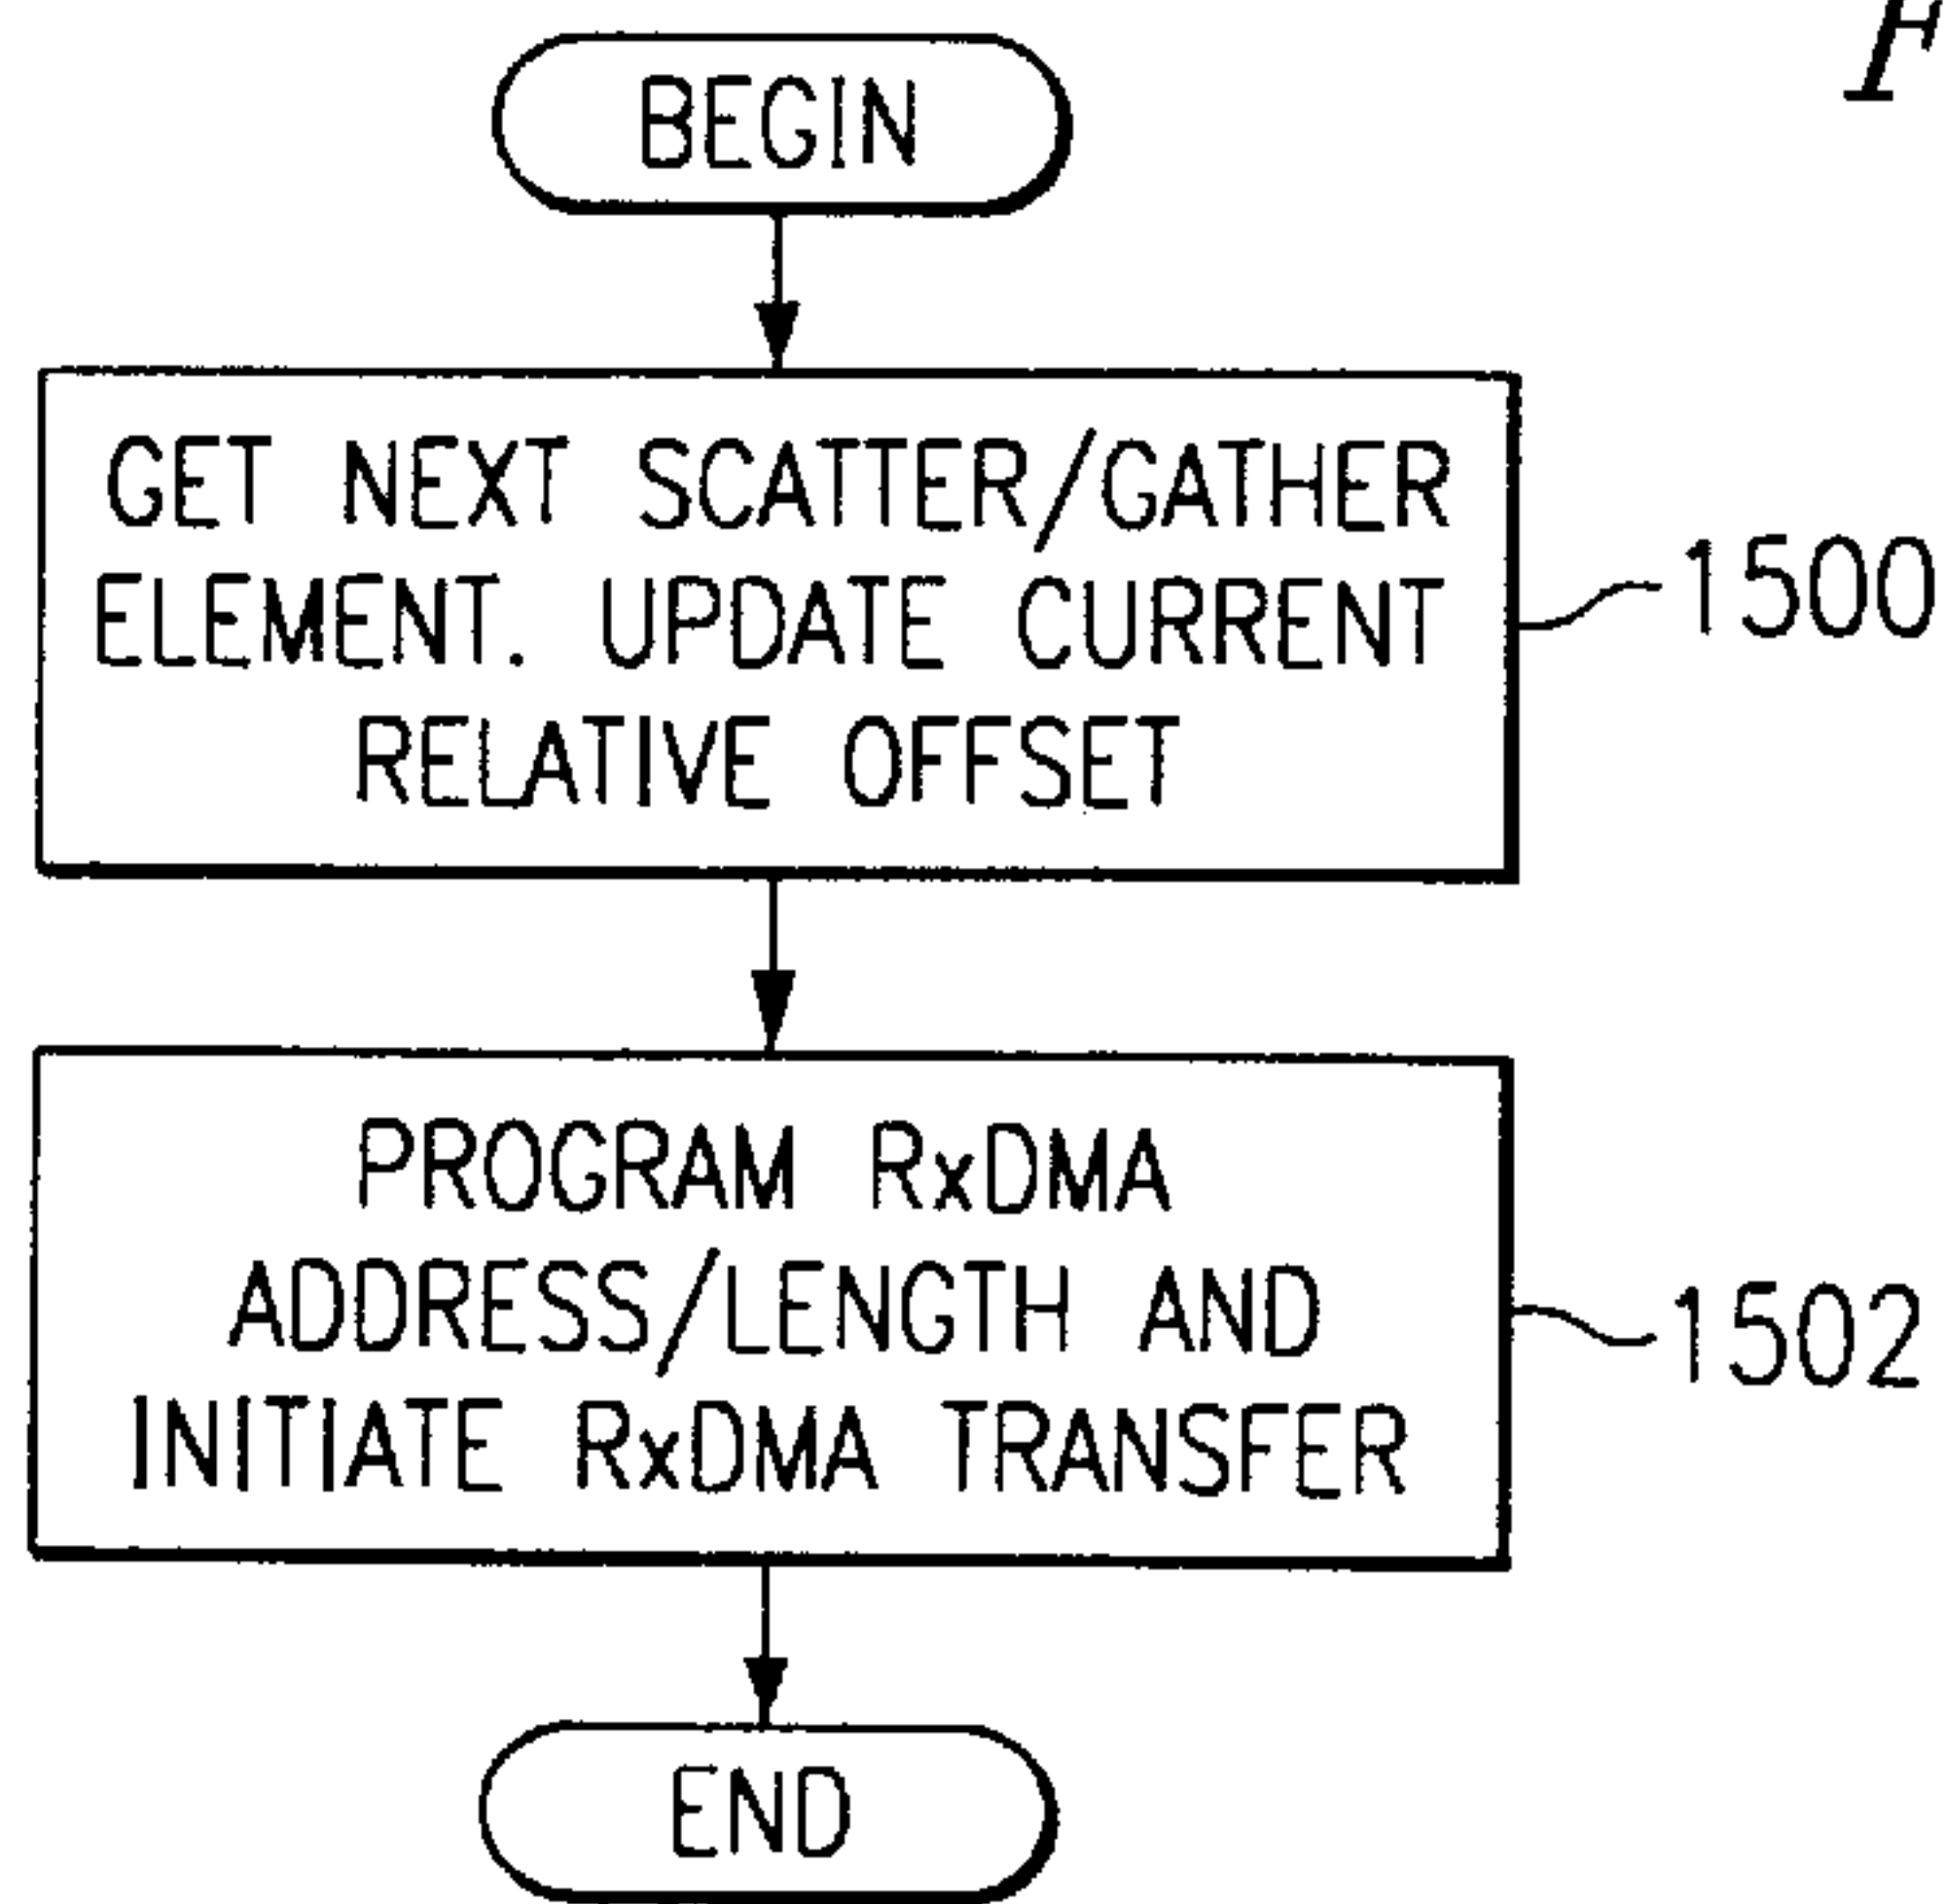 BEGIN
GET NEXT SCATTER/GATHER
ELEMENT. UPDATE CURRENT
RELATIVE OFFSET
1500
PROGRAM RxDMA
ADDRESS/LENGTH AND
INITIATE RxDMA TRANSFER
1502
END